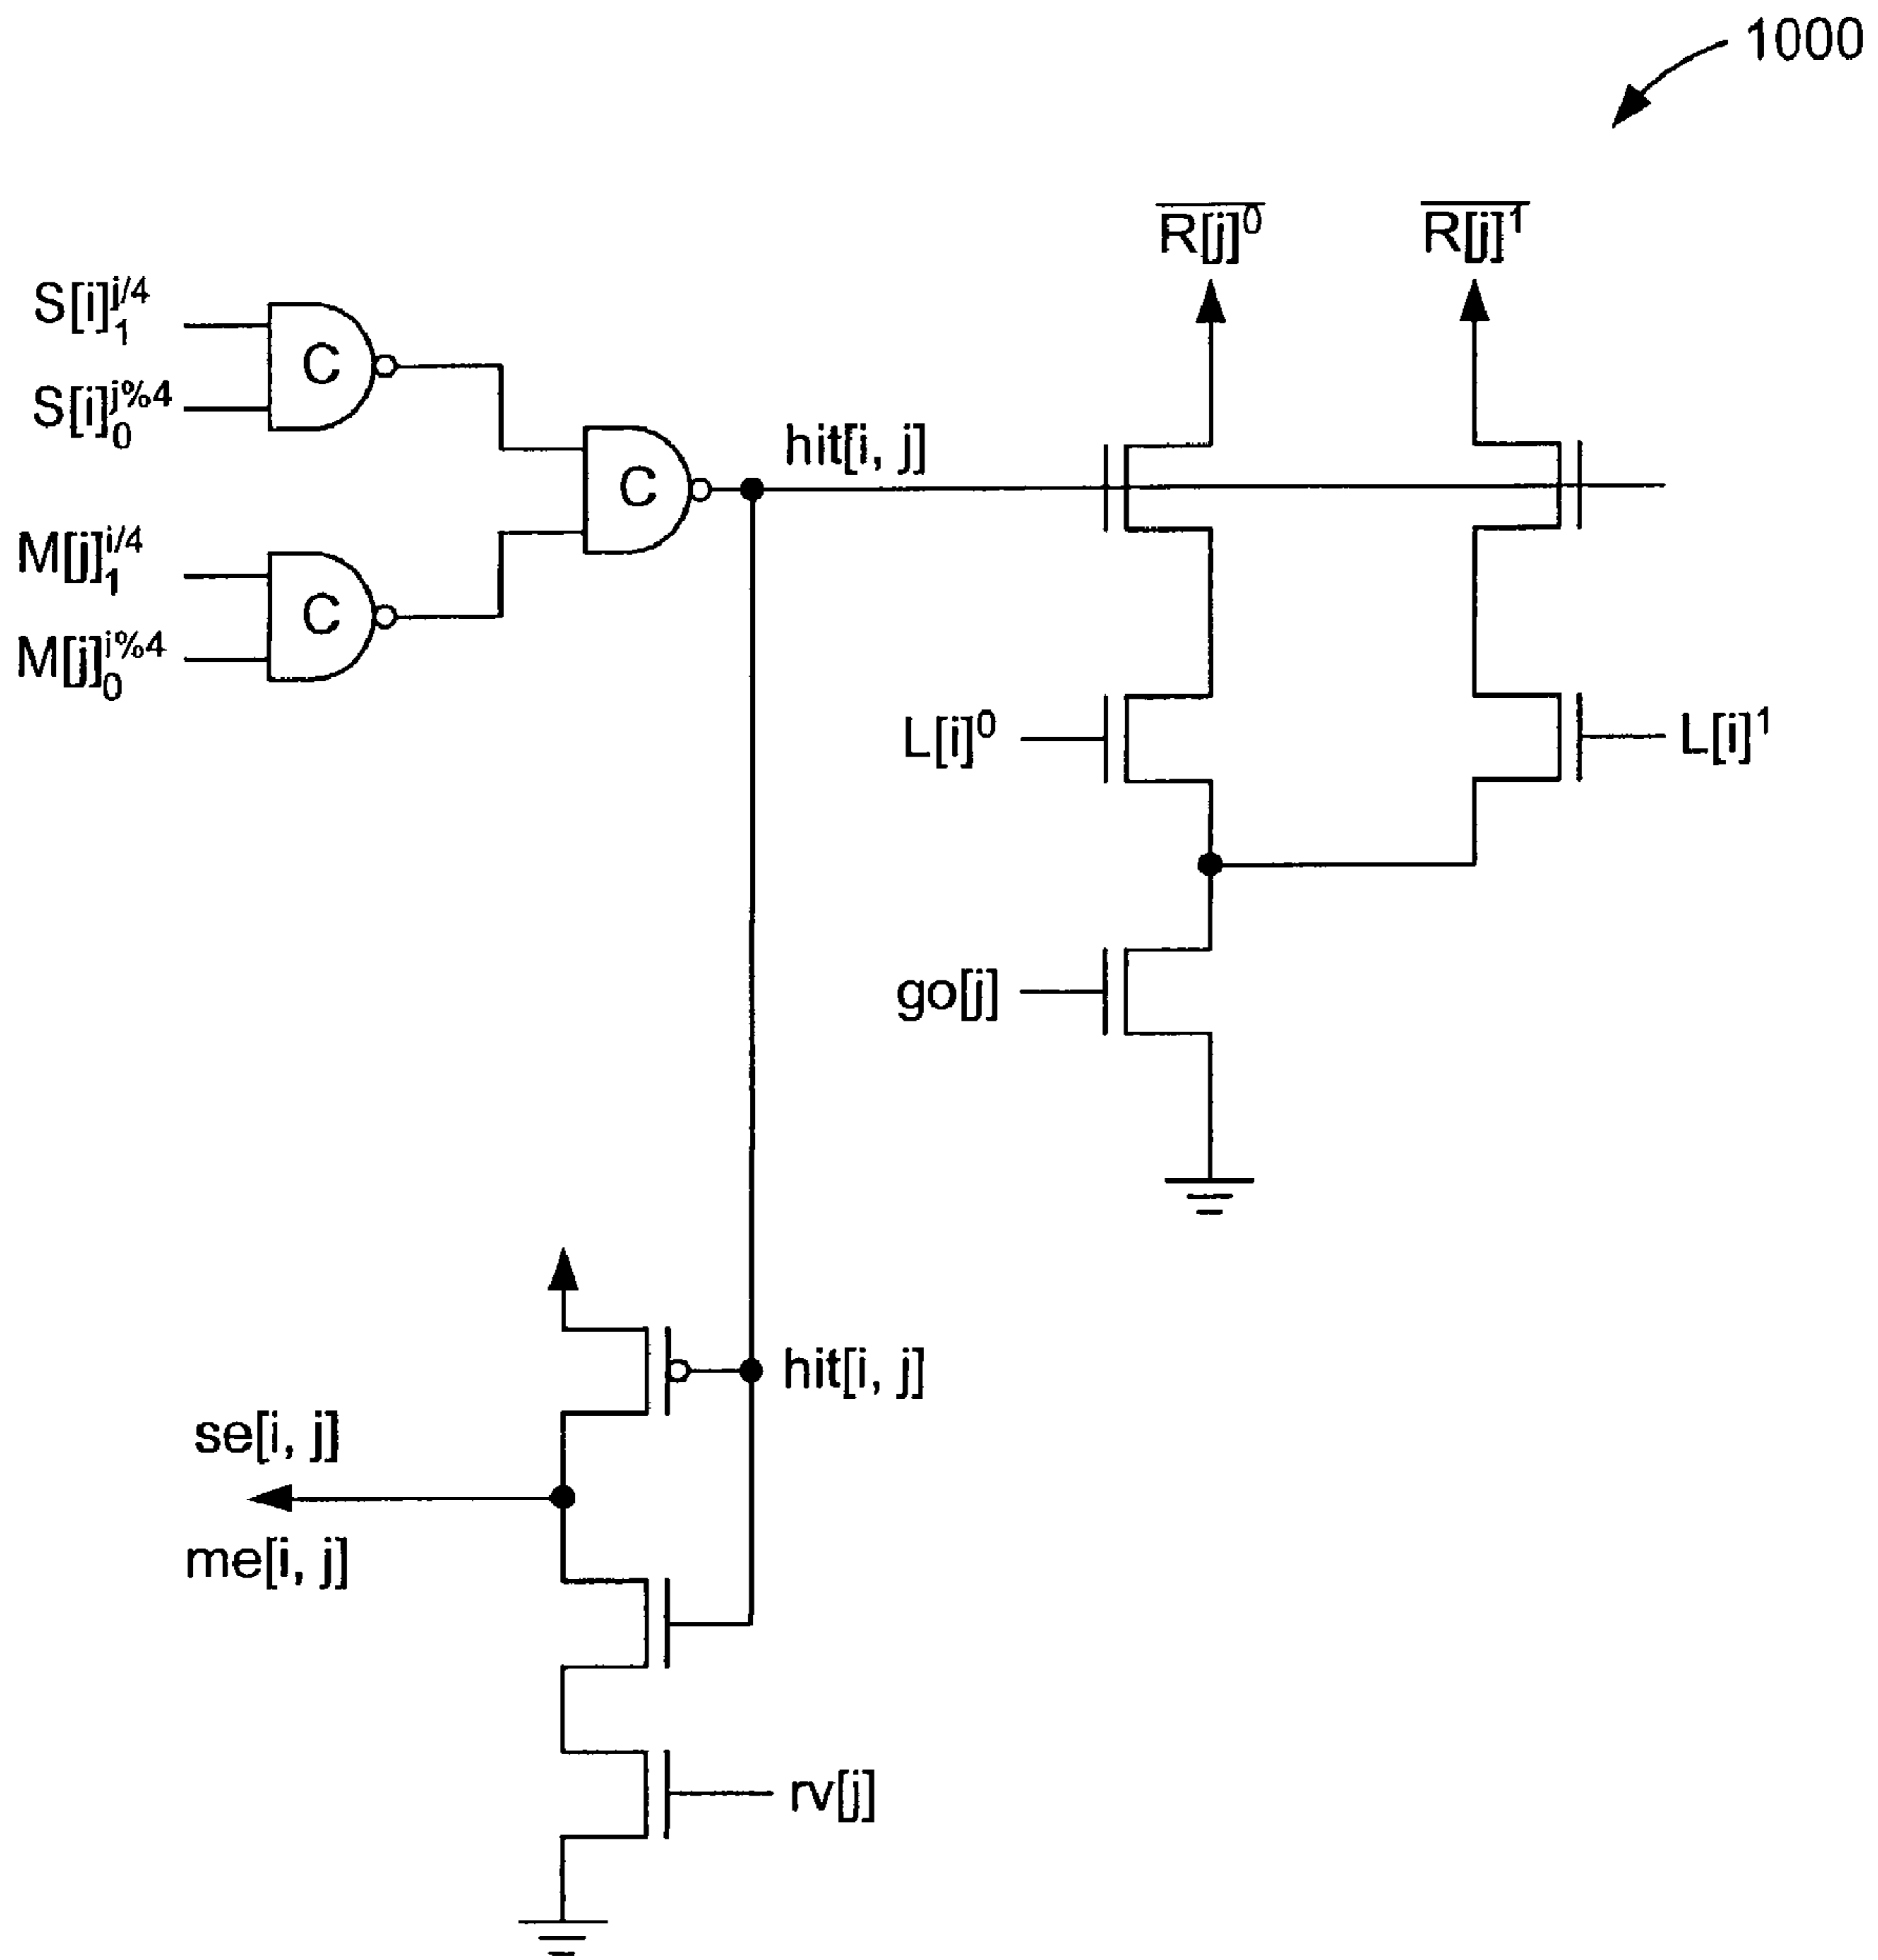 1000
R[j]⁰
R[j]¹
S[i]₁^j/4
C
S[i]₀^j%4
hit[i, j]
C
M[j]₁^i/4
C
M[j]₀^i%4
L[i]⁰
L[i]¹
go[j]
hit[i, j]
se[i, j]
me[i, j]
rv[j]